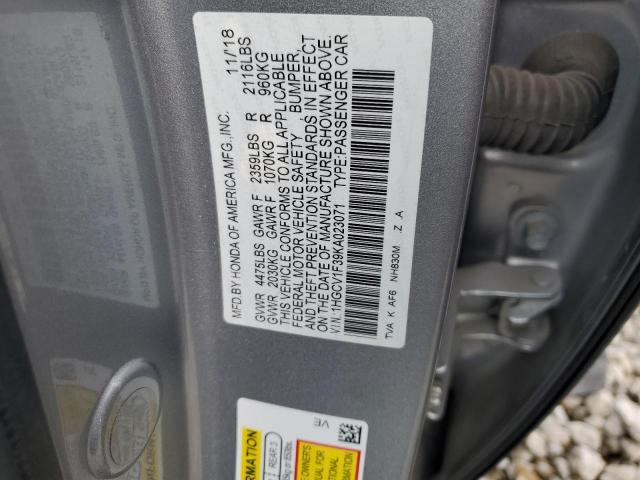 MFD.BY HONDA OF AMERICA MFG.,INC. 11/18
GVWR 4475LBS GAWR F 2359LBS R 2116LBS
GVWR 2030KG GAWR F 1070KG R 960KG
THIS VEHICLE CONFORMS TO ALL APPLICABLE
FEDERAL MOTOR VEHICLE SAFETY , BUMPER,
AND THEFT PREVENTION STANDARDS IN EFFECT
ON THE DATE OF MANUFACTURE SHOWN ABOVE.
V.I.N.:1HGCV1F39KA023071 TYPE:PASSENGER CAR
TVA K AF6 NH830M Z A
REAR 3